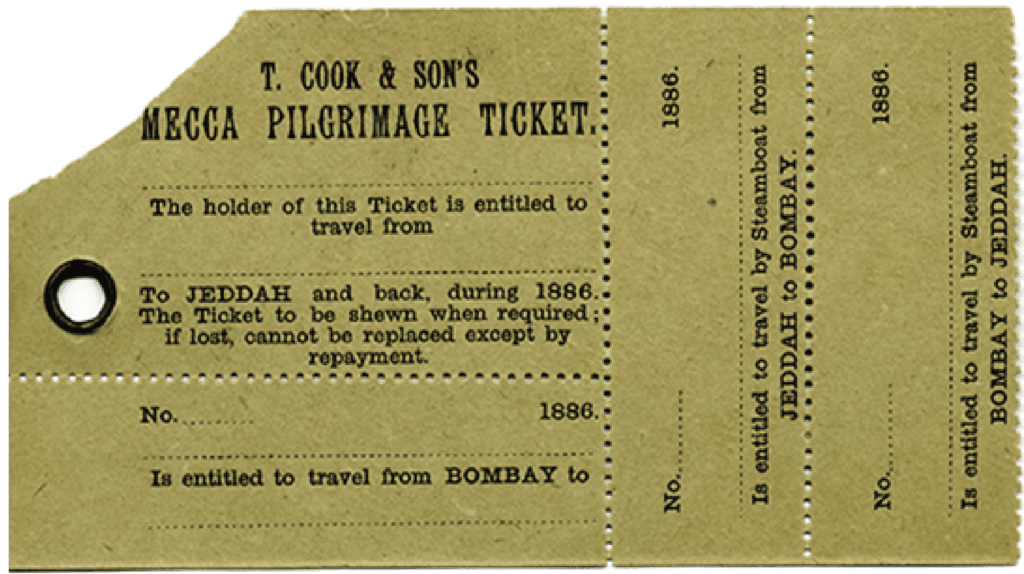 T. COOK & SON'S
MECCA PILGRIMAGE TICKET.
The holder of this Ticket is entitled to
travel from
To JEDDAH and back, during 1886.
The Ticket to be shewn when required;
if lost, cannot be replaced except by
repayment.
No. 1886.
Is entitled to travel from BOMBAY to
No. 1886.
Is entitled to travel by Steamboat from
JEDDAH to BOMBAY.
No. 1886.
Is entitled to travel by Steamboat from
BOMBAY to JEDDAH.